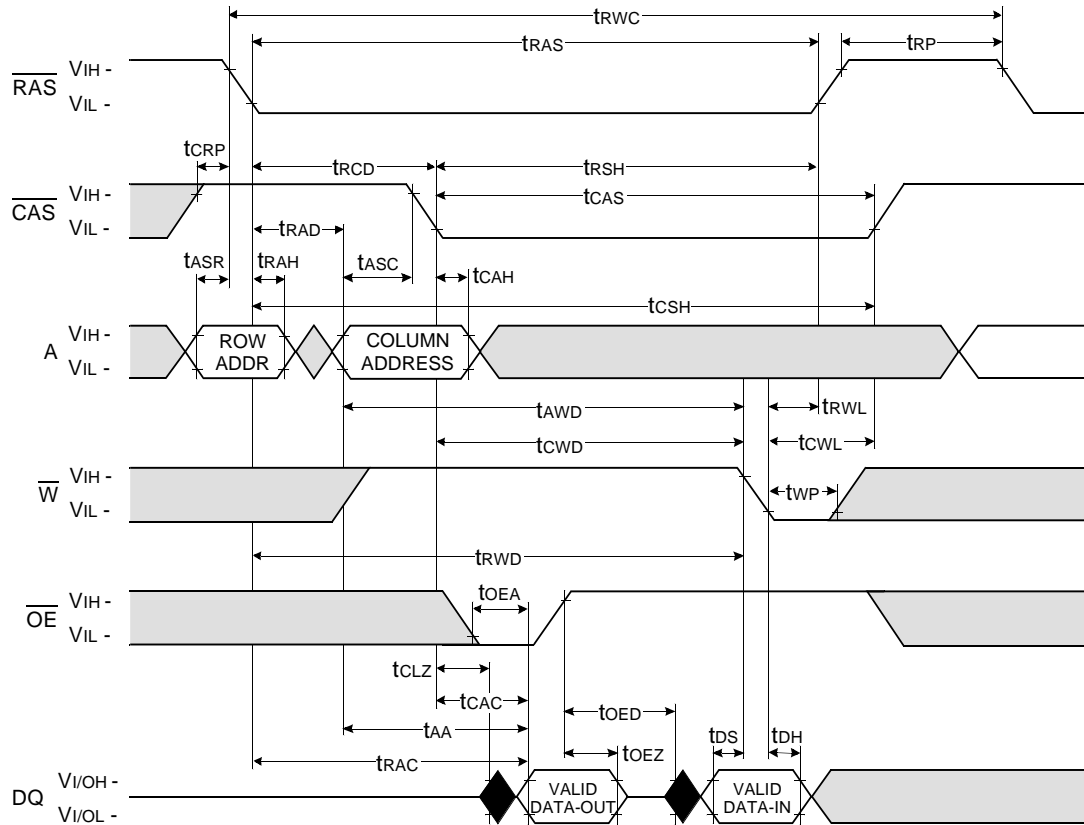 tRWC
tRAS
tRP
RAS
VIH -
VIL -
tCRP
tRCD
tRSH
CAS
VIH -
VIL -
tCAS
tRAD
tASR
tRAH
tASC
tCAH
tCSH
A
VIH -
VIL -
ROW
ADDR
COLUMN
ADDRESS
tAWD
tRWL
tCWD
tCWL
W
VIH -
VIL -
tWP
tRWD
OE
VIH -
VIL -
tOEA
tCLZ
tCAC
tOED
tAA
tDS
tDH
tOEZ
tRAC
DQ
VI/OH -
VI/OL -
VALID
DATA-OUT
VALID
DATA-IN